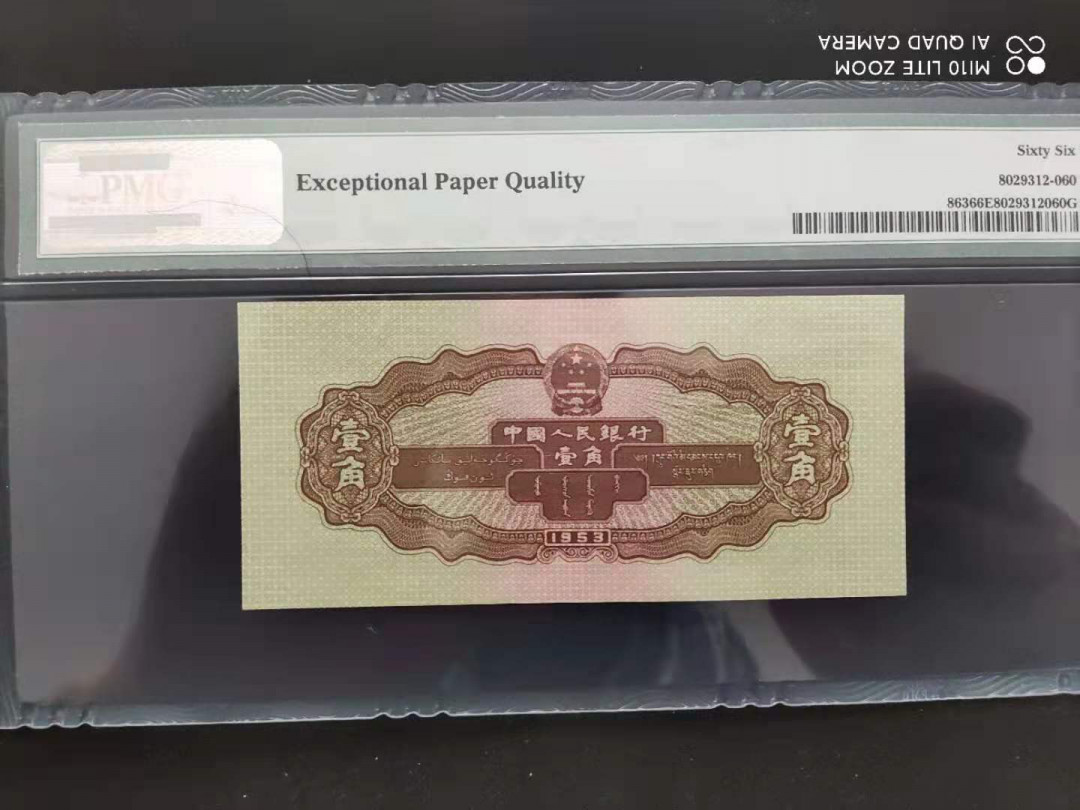 MI10 LITE ZOOM
AI QUAD CAMERA
PMG
Exceptional Paper Quality
Sixty Six
8029312-060
86366E8029312060G
中國人民銀行
壹角
壹角
壹角
1953